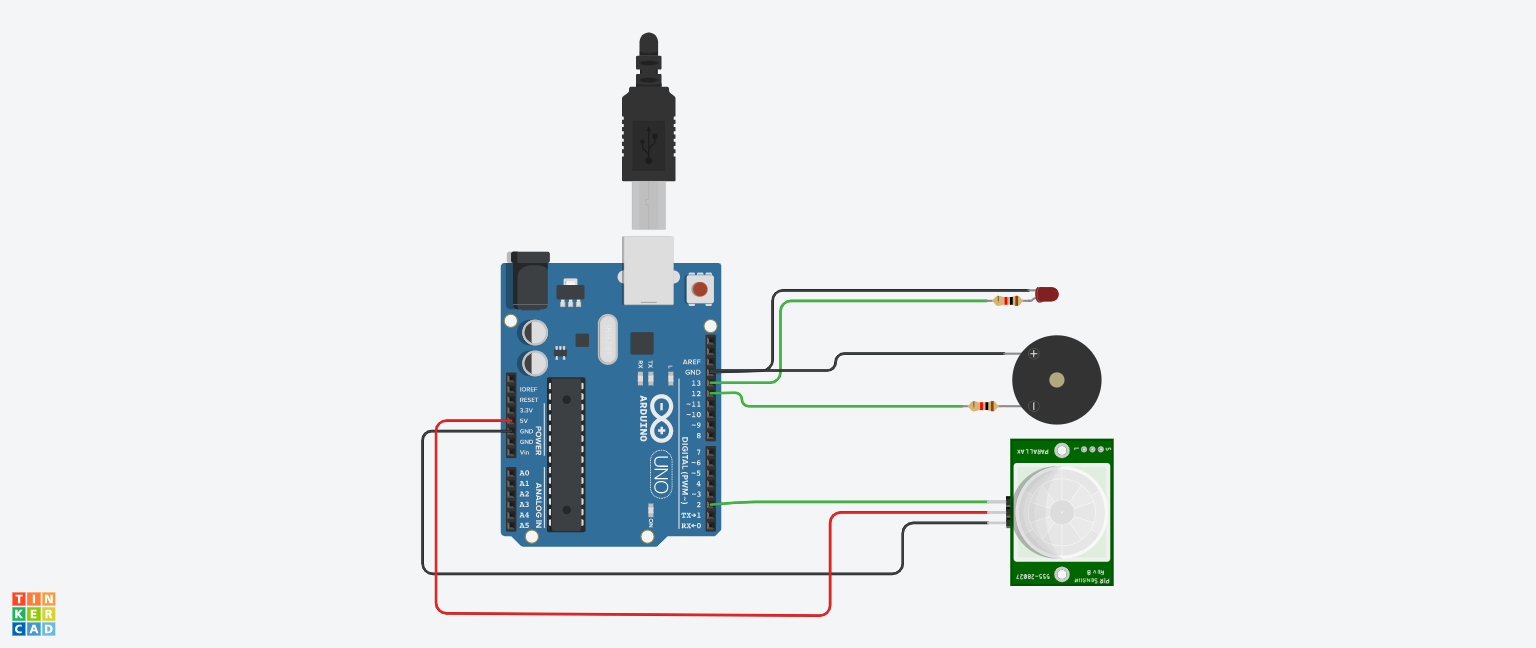 AREF
GND
13
12
~11
~10
~9
8
7
~6
~5
4
~3
2
TX→1
RX←0
DIGITAL (PWM~)
IOREF
RESET
3.3V
5V
GND
GND
Vin
POWER
A0
A1
A2
A3
A4
A5
ANALOG IN
RX
TX
L
ARDUINO
UNO
ON
+
PARALLAX
555-28027
PIR Sensor
Rev B
TIN
KER
CAD